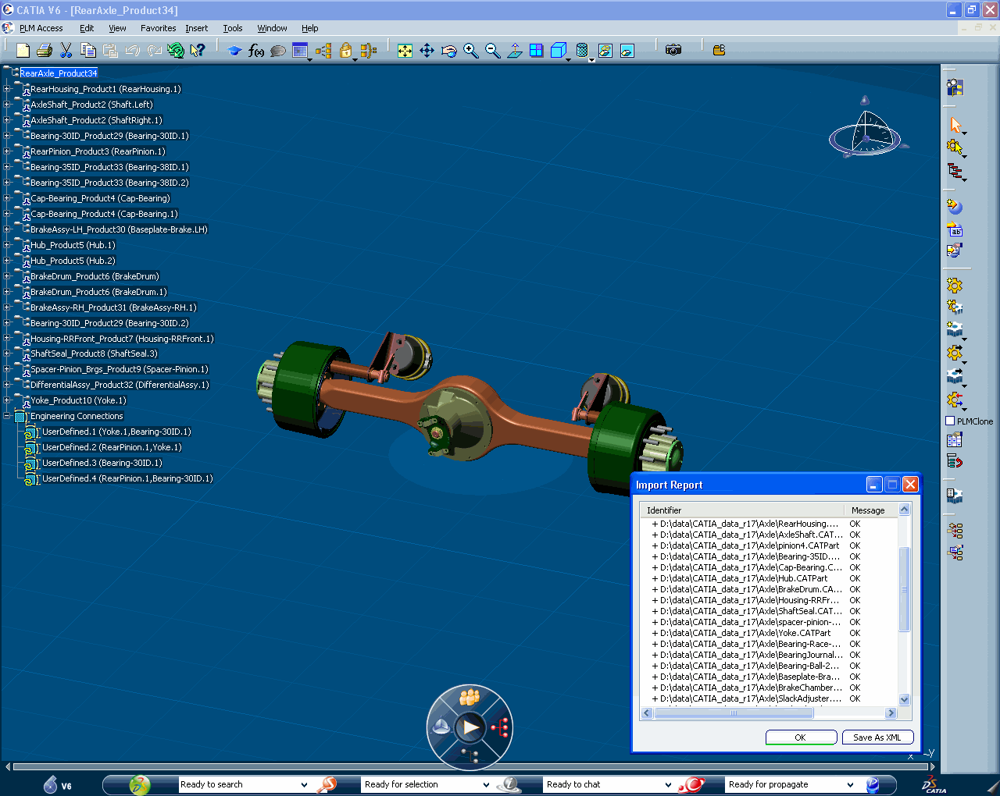 CATIA V6 - [RearAxle_Product34]
PLM Access Edit View Favorites Insert Tools Window Help
f(x)
RearAxle_Product34
RearHousing_Product1 (RearHousing.1)
AxleShaft_Product2 (Shaft.Left)
AxleShaft_Product2 (ShaftRight.1)
Bearing-30ID_Product29 (Bearing-30ID.1)
RearPinion_Product3 (RearPinion.1)
Bearing-35ID_Product33 (Bearing-38ID.1)
Bearing-35ID_Product33 (Bearing-38ID.2)
Cap-Bearing_Product4 (Cap-Bearing)
Cap-Bearing_Product4 (Cap-Bearing.1)
BrakeAssy-LH_Product30 (Baseplate-Brake.LH)
Hub_Product5 (Hub.1)
Hub_Product5 (Hub.2)
BrakeDrum_Product6 (BrakeDrum)
BrakeDrum_Product6 (BrakeDrum.1)
BrakeAssy-RH_Product31 (BrakeAssy-RH.1)
Bearing-30ID_Product29 (Bearing-30ID.2)
Housing-RRFront_Product7 (Housing-RRFront.1)
ShaftSeal_Product8 (ShaftSeal.3)
Spacer-Pinion_Brgs_Product9 (Spacer-Pinion.1)
DifferentialAssy_Product32 (DifferentialAssy.1)
Yoke_Product10 (Yoke.1)
Engineering Connections
UserDefined.1 (Yoke.1,Bearing-30ID.1)
UserDefined.2 (RearPinion.1,Yoke.1)
UserDefined.3 (Bearing-30ID.1)
UserDefined.4 (RearPinion.1,Bearing-30ID.1)
ab
PLMClone
Import Report
Identifier Message
+ D:\data\CATIA_data_r17\Axle\RearHousing.... OK
+ D:\data\CATIA_data_r17\Axle\AxleShaft.CAT... OK
+ D:\data\CATIA_data_r17\Axle\pinion4.CATPart OK
+ D:\data\CATIA_data_r17\Axle\Bearing-35ID.... OK
+ D:\data\CATIA_data_r17\Axle\Cap-Bearing.C... OK
+ D:\data\CATIA_data_r17\Axle\Hub.CATPart OK
+ D:\data\CATIA_data_r17\Axle\BrakeDrum.CA... OK
+ D:\data\CATIA_data_r17\Axle\Housing-RRFr... OK
+ D:\data\CATIA_data_r17\Axle\ShaftSeal.CAT... OK
+ D:\data\CATIA_data_r17\Axle\spacer-pinion-... OK
+ D:\data\CATIA_data_r17\Axle\Yoke.CATPart OK
+ D:\data\CATIA_data_r17\Axle\Bearing-Race-... OK
+ D:\data\CATIA_data_r17\Axle\BearingJournal... OK
+ D:\data\CATIA_data_r17\Axle\Bearing-Ball-2... OK
+ D:\data\CATIA_data_r17\Axle\Baseplate-Bra... OK
+ D:\data\CATIA_data_r17\Axle\BrakeChamber... OK
+ D:\data\CATIA_data_r17\Axle\SlackAdjuster.... OK
OK Save As XML
x y
V6 Ready to search Ready for selection Ready to chat Ready for propagate CATIA